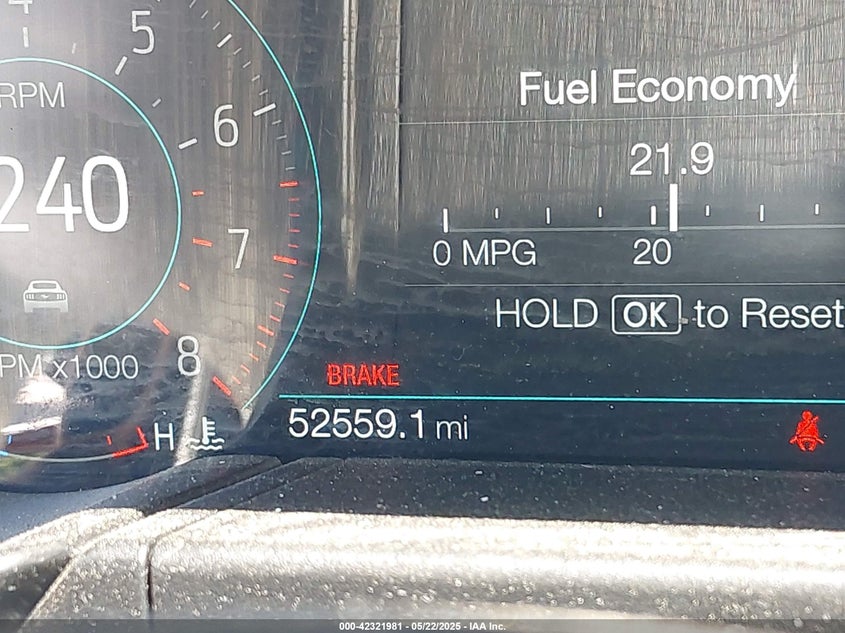 4
5
RPM
6
240
7
8
PM x1000
H
Fuel Economy
21.9
0 MPG
20
HOLD OK to Reset
BRAKE
52559.1 mi
000-42321981 - 05/22/2025 - IAA Inc.